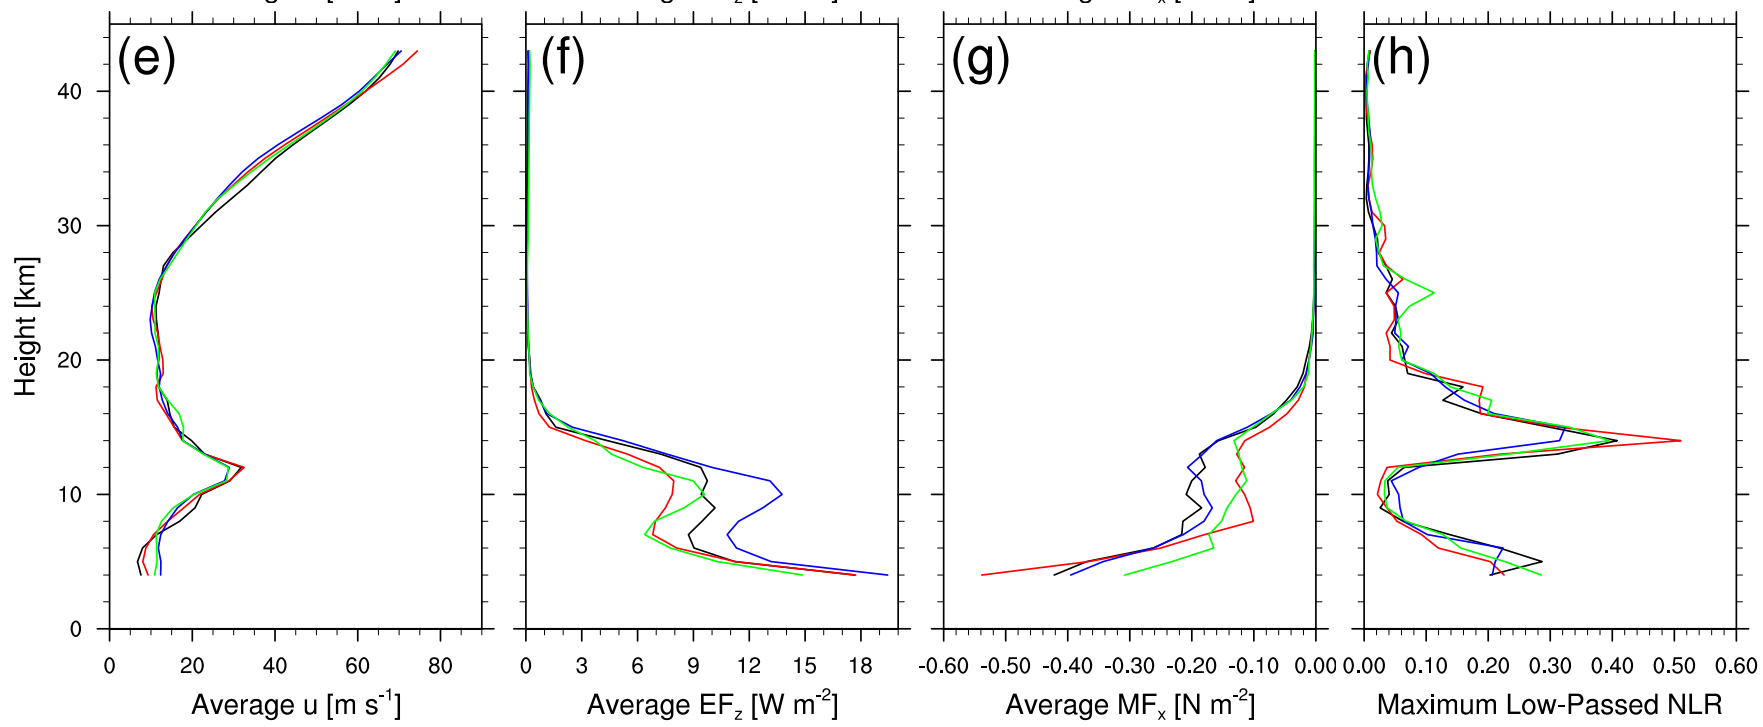 (e) (f) (g) (h)
Height [km]
40
30
20
10
0
0 20 40 60 80
0 3 6 9 12 15 18
-0.60 -0.50 -0.40 -0.30 -0.20 -0.10 0.00
0.00 0.10 0.20 0.30 0.40 0.50 0.60
Average u [m s⁻¹]
Average EF_z [W m⁻²]
Average MF_x [N m⁻²]
Maximum Low-Passed NLR